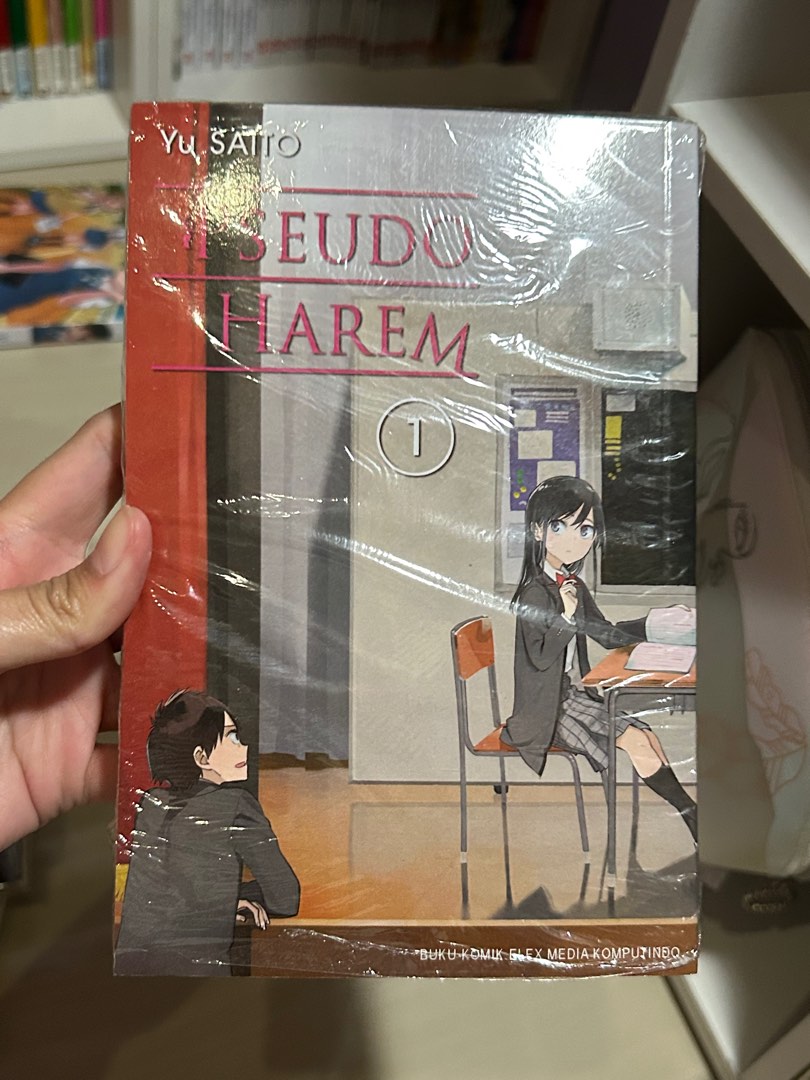 Yu SAITO
PSEUDO
HAREM
1
BUKU KOMIK ELEX MEDIA KOMPUTINDO